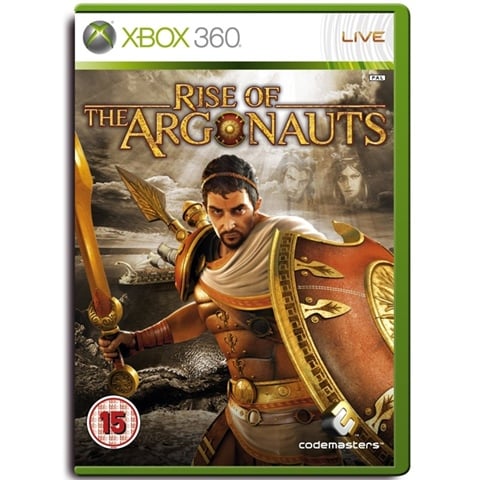 XBOX 360
LIVE
PAL
RISE OF
THE ARGONAUTS
15
codemasters